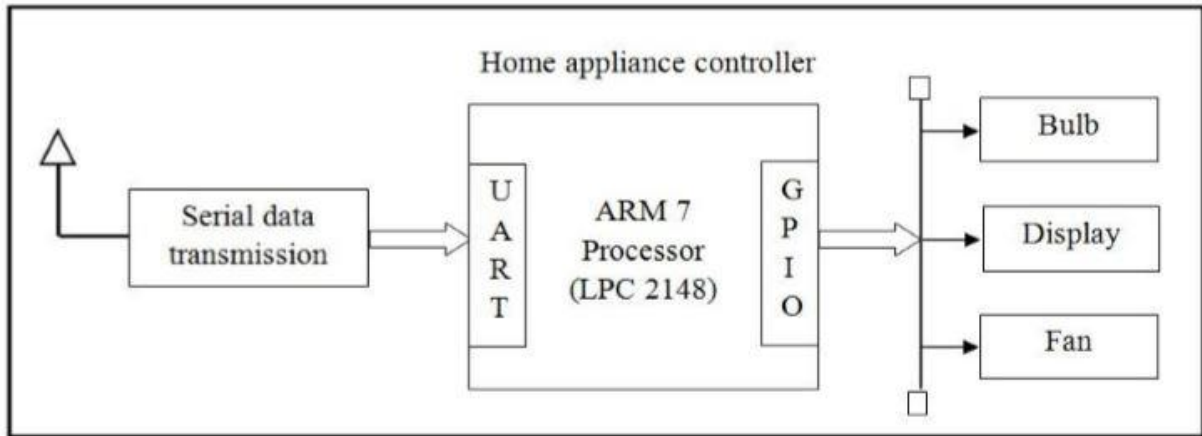 Home appliance controller
Serial data
transmission
U
A
R
T
ARM 7
Processor
(LPC 2148)
G
P
I
O
Bulb
Display
Fan